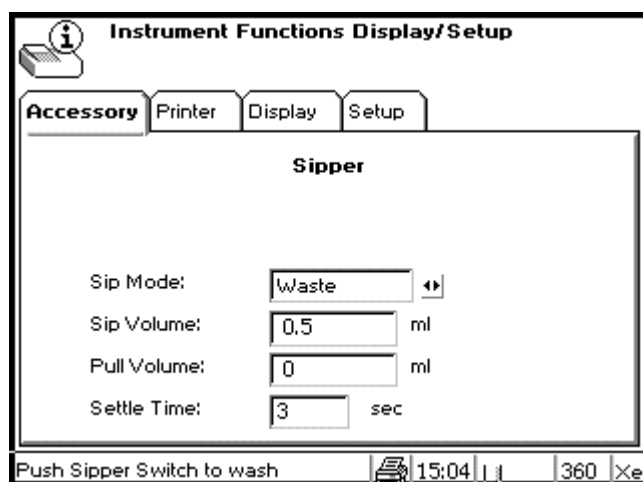 Instrument Functions Display/Setup
Accessory Printer Display Setup
Sipper
Sip Mode: Waste
Sip Volume: 0.5 ml
Pull Volume: 0 ml
Settle Time: 3 sec
Push Sipper Switch to wash 15:04 360 Xe